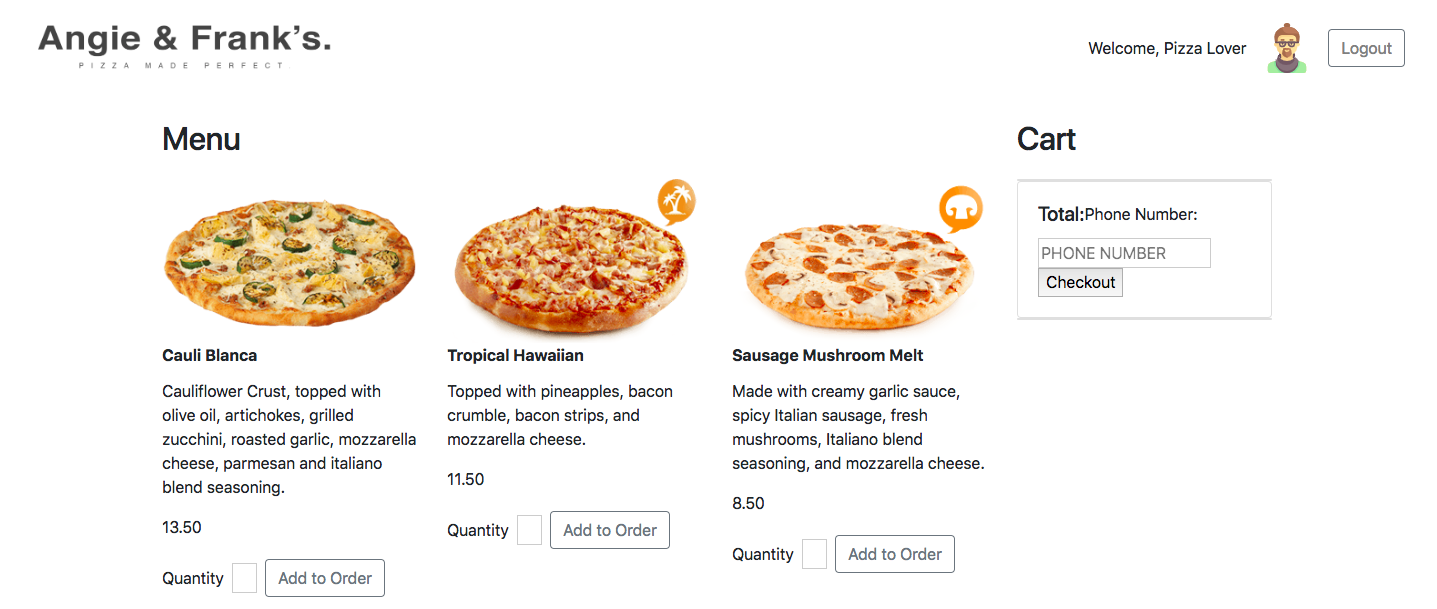 Angie & Frank's.
PIZZA MADE PERFECT.
Welcome, Pizza Lover
Logout
Menu
Cauli Blanca
Cauliflower Crust, topped with
olive oil, artichokes, grilled
zucchini, roasted garlic, mozzarella
cheese, parmesan and italiano
blend seasoning.
13.50
Quantity
Add to Order
Tropical Hawaiian
Topped with pineapples, bacon
crumble, bacon strips, and
mozzarella cheese.
11.50
Quantity
Add to Order
Sausage Mushroom Melt
Made with creamy garlic sauce,
spicy Italian sausage, fresh
mushrooms, Italiano blend
seasoning, and mozzarella cheese.
8.50
Quantity
Add to Order
Cart
Total:Phone Number:
PHONE NUMBER
Checkout